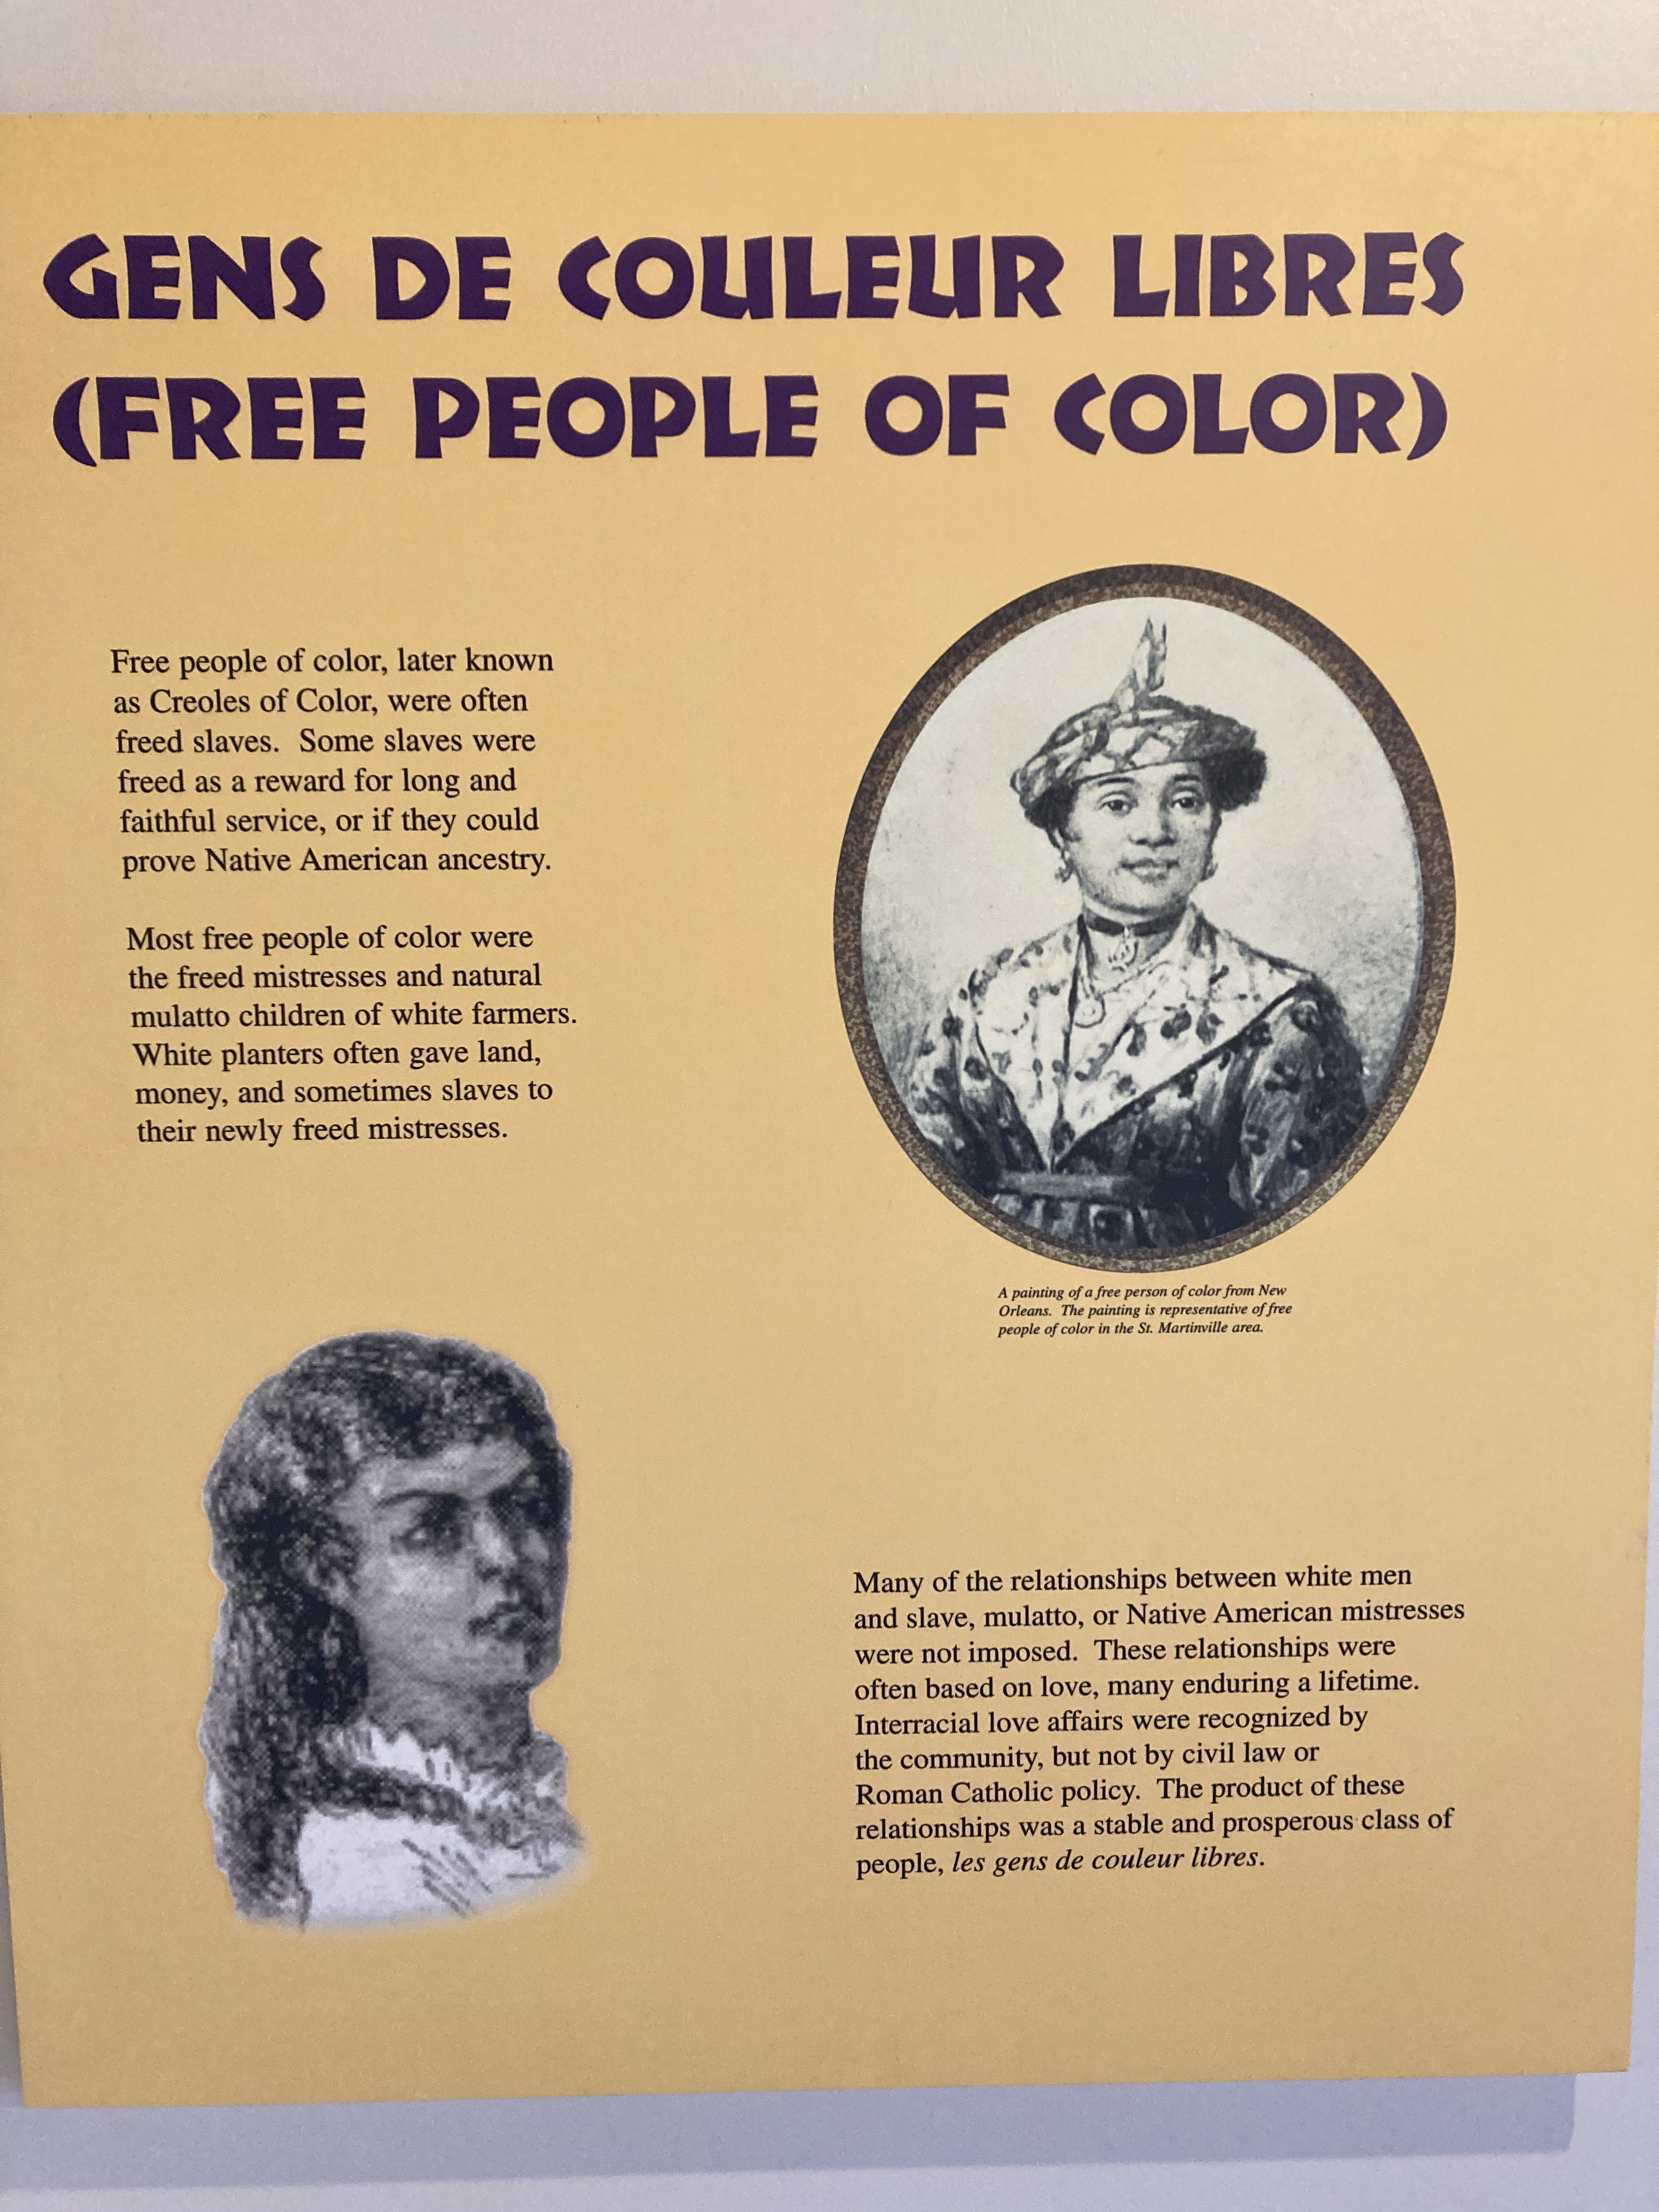 GENS DE COULEUR LIBRES
(FREE PEOPLE OF COLOR)
Free people of color, later known
as Creoles of Color, were often
freed slaves.  Some slaves were
freed as a reward for long and
faithful service, or if they could
prove Native American ancestry.
Most free people of color were
the freed mistresses and natural
mulatto children of white farmers.
White planters often gave land,
money, and sometimes slaves to
their newly freed mistresses.
A painting of a free person of color from New
Orleans.  The painting is representative of free
people of color in the St. Martinville area.
Many of the relationships between white men
and slave, mulatto, or Native American mistresses
were not imposed.  These relationships were
often based on love, many enduring a lifetime.
Interracial love affairs were recognized by
the community, but not by civil law or
Roman Catholic policy.  The product of these
relationships was a stable and prosperous class of
people, les gens de couleur libres.